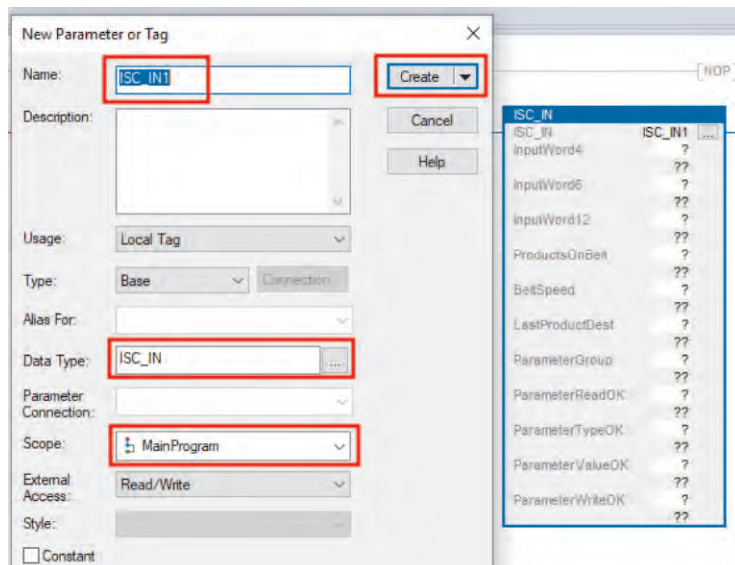 New Parameter or Tag
Name:
ISC_IN1
Create
Description:
Cancel
Help
Usage:
Local Tag
Type:
Base
Connection...
Alias For:
Data Type:
ISC_IN
...
Parameter
Connection:
Scope:
MainProgram
External
Access:
Read/Write
Style:
Constant
NOP
ISC_IN
ISC_IN ISC_IN1 ...
InputWord4 ?
??
InputWord6 ?
??
InputWord12 ?
??
ProductsOnBelt ?
??
BeltSpeed ?
??
LastProductDest ?
??
ParameterGroup ?
??
ParameterReadOK ?
??
ParameterTypeOK ?
??
ParameterValueOK ?
??
ParameterWriteOK ?
??